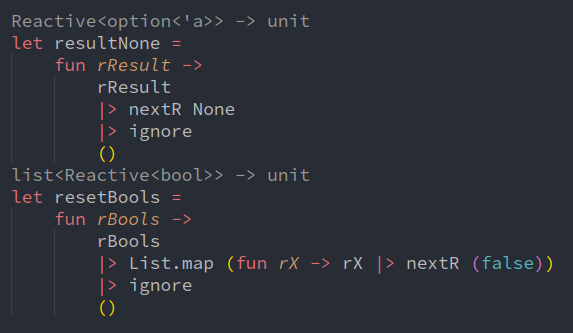 Reactive<option<'a>> -> unit
let resultNone =
    fun rResult ->
        rResult
        |> nextR None
        |> ignore
        ()
list<Reactive<bool>> -> unit
let resetBools =
    fun rBools ->
        rBools
        |> List.map (fun rX -> rX |> nextR (false))
        |> ignore
        ()